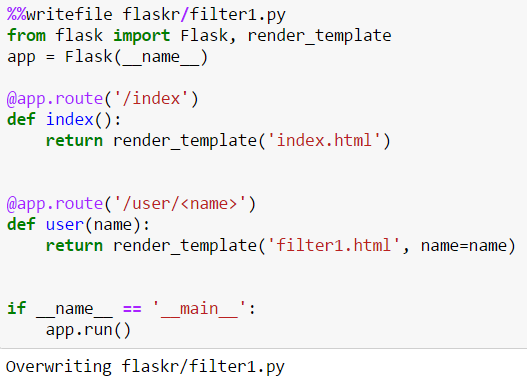 %%writefile flaskr/filter1.py
from flask import Flask, render_template
app = Flask(__name__)
@app.route('/index')
def index():
    return render_template('index.html')
@app.route('/user/<name>')
def user(name):
    return render_template('filter1.html', name=name)
if __name__ == '__main__':
    app.run()
Overwriting flaskr/filter1.py